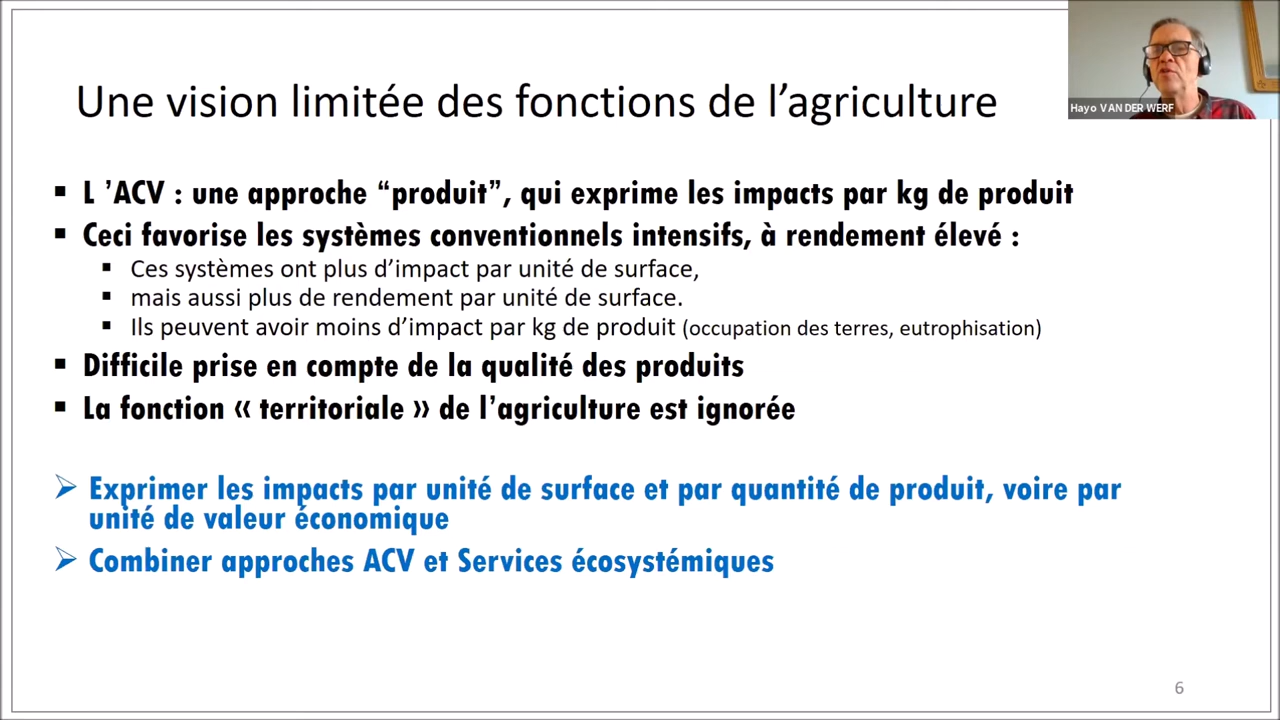 Une vision limitée des fonctions de l’agriculture
Hayo VAN DER WERF
▪ L ’ACV : une approche “produit”, qui exprime les impacts par kg de produit
▪ Ceci favorise les systèmes conventionnels intensifs, à rendement élevé :
▪ Ces systèmes ont plus d’impact par unité de surface,
▪ mais aussi plus de rendement par unité de surface.
▪ Ils peuvent avoir moins d’impact par kg de produit (occupation des terres, eutrophisation)
▪ Difficile prise en compte de la qualité des produits
▪ La fonction « territoriale » de l’agriculture est ignorée
➢ Exprimer les impacts par unité de surface et par quantité de produit, voire par
unité de valeur économique
➢ Combiner approches ACV et Services écosystémiques
6